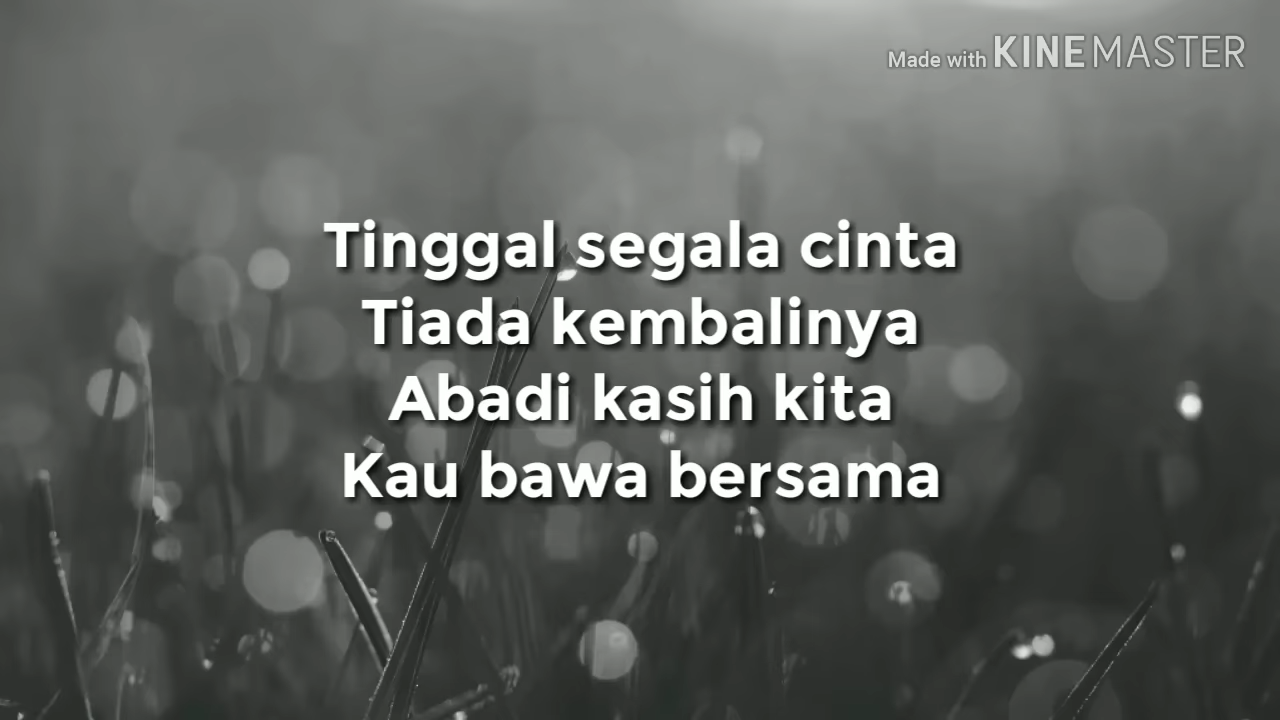 Made with KINEMASTER
Tinggal segala cinta
Tiada kembalinya
Abadi kasih kita
Kau bawa bersama